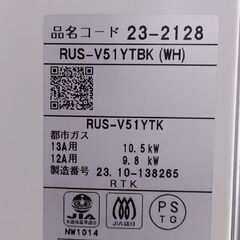 品名コード 23-2128
RUS-V51YTBK (WH)
RUS-V51YTK
都市ガス
13A用 10.5 kW
12A用 9.8 kW
製造番号 23.10-138265
RTK
JIA
NW1014
JIA
PS
TG